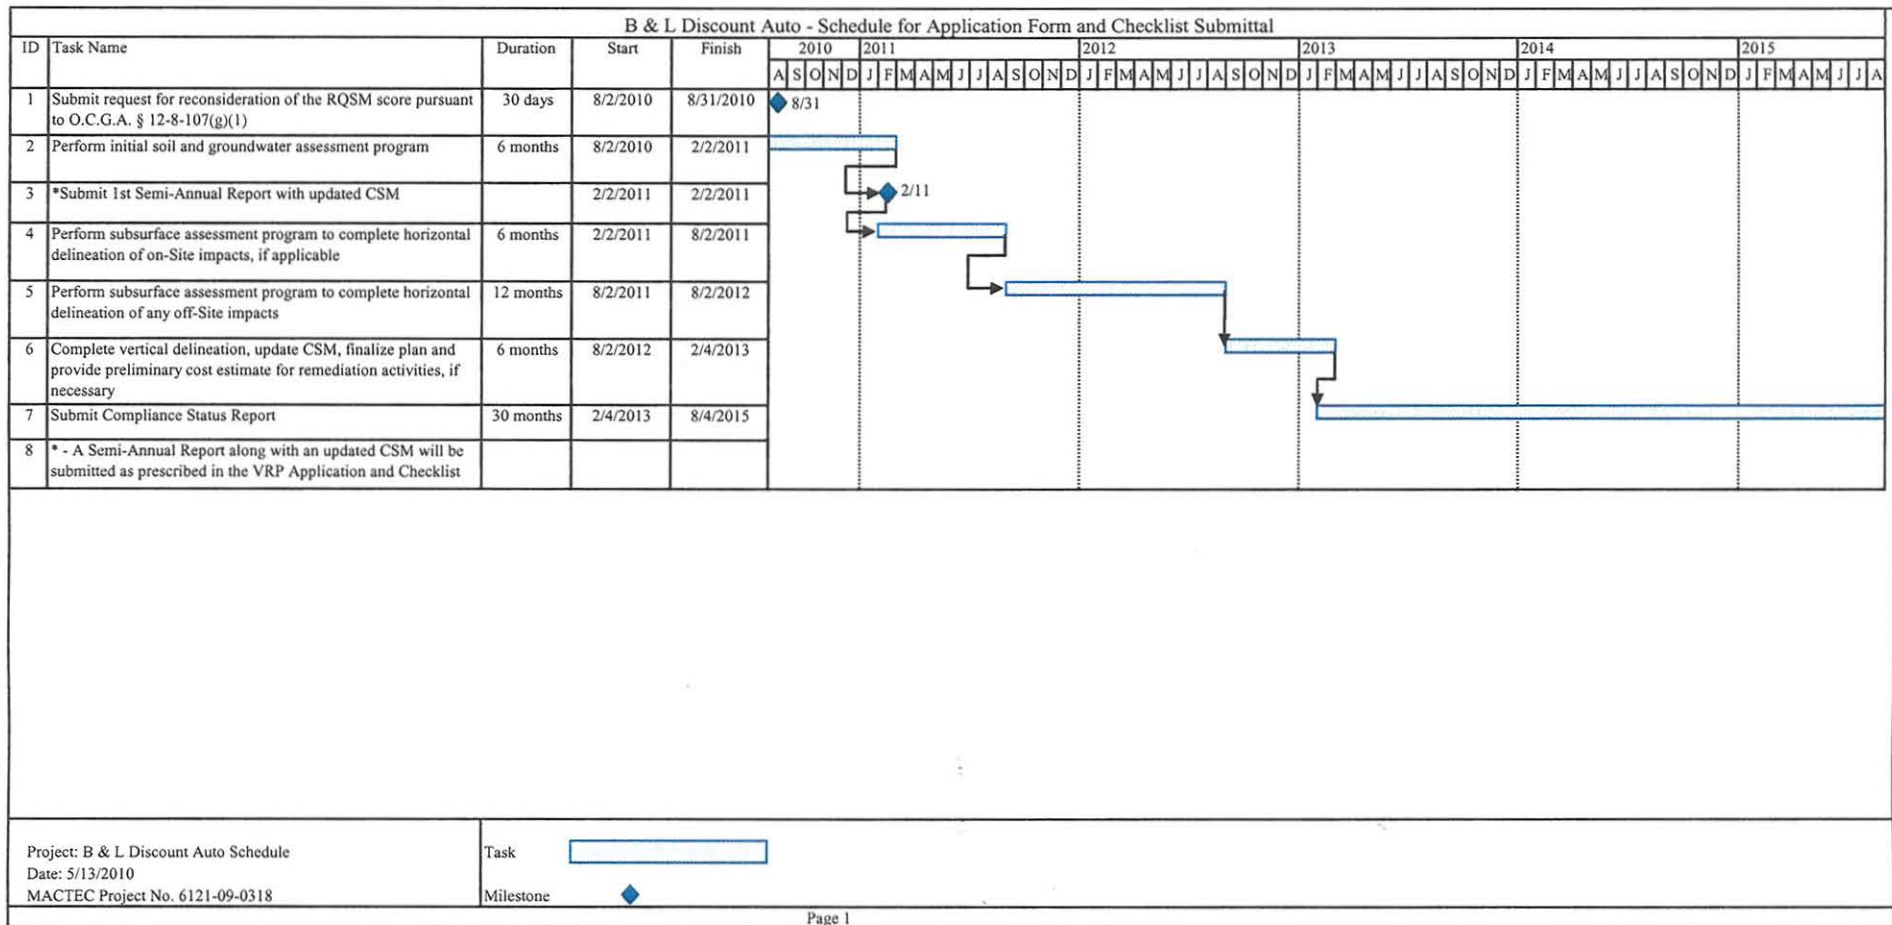 B & L Discount Auto - Schedule for Application Form and Checklist Submittal
ID Task Name Duration Start Finish 2010 2011 2012 2013 2014 2015
A S O N D J F M A M J J A S O N D J F M A M J J A S O N D J F M A M J J A S O N D J F M A M J J A S O N D J F M A M J J A
1 Submit request for reconsideration of the RQSM score pursuant 30 days 8/2/2010 8/31/2010 8/31
to O.C.G.A. § 12-8-107(g)(1)
2 Perform initial soil and groundwater assessment program 6 months 8/2/2010 2/2/2011
3 *Submit 1st Semi-Annual Report with updated CSM 2/2/2011 2/2/2011 2/11
4 Perform subsurface assessment program to complete horizontal 6 months 2/2/2011 8/2/2011
delineation of on-Site impacts, if applicable
5 Perform subsurface assessment program to complete horizontal 12 months 8/2/2011 8/2/2012
delineation of any off-Site impacts
6 Complete vertical delineation, update CSM, finalize plan and 6 months 8/2/2012 2/4/2013
provide preliminary cost estimate for remediation activities, if
necessary
7 Submit Compliance Status Report 30 months 2/4/2013 8/4/2015
8 * - A Semi-Annual Report along with an updated CSM will be
submitted as prescribed in the VRP Application and Checklist
Project: B & L Discount Auto Schedule
Date: 5/13/2010
MACTEC Project No. 6121-09-0318
Task
Milestone
Page 1